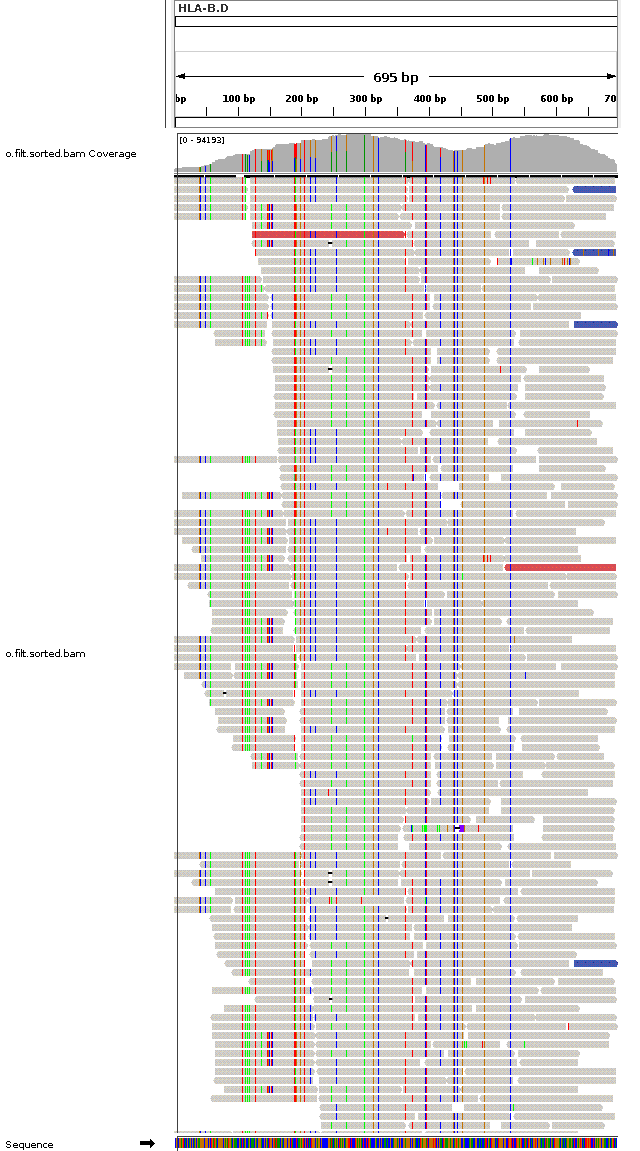 HLA-B.D
695 bp
bp 100 bp 200 bp 300 bp 400 bp 500 bp 600 bp 70
[0 - 94193]
o.filt.sorted.bam Coverage
o.filt.sorted.bam
Sequence